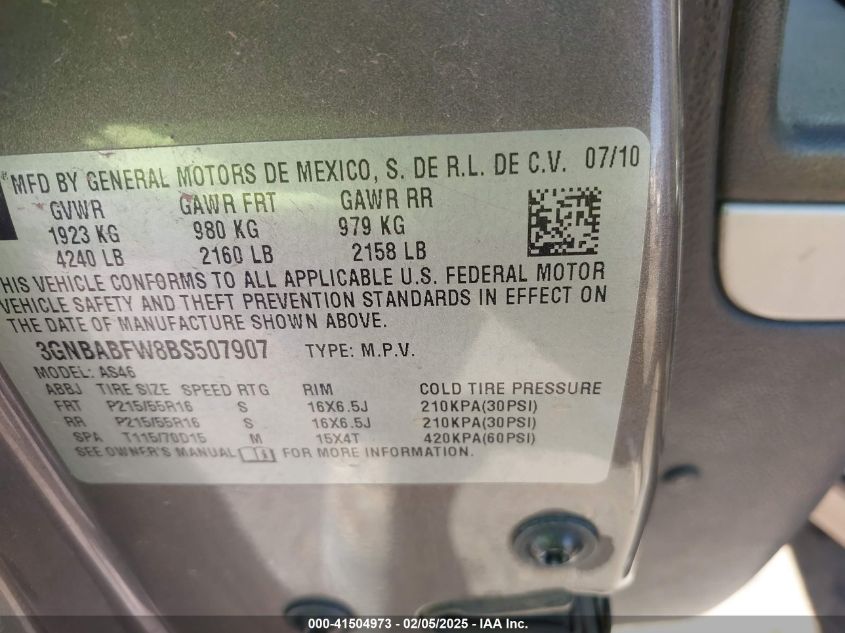 MFD BY GENERAL MOTORS DE MEXICO, S. DE R.L. DE C.V. 07/10
GVWR GAWR FRT GAWR RR
1923 KG 980 KG 979 KG
4240 LB 2160 LB 2158 LB
THIS VEHICLE CONFORMS TO ALL APPLICABLE U.S. FEDERAL MOTOR
VEHICLE SAFETY AND THEFT PREVENTION STANDARDS IN EFFECT ON
THE DATE OF MANUFACTURE SHOWN ABOVE.
3GNBABFW8BS507907 TYPE: M.P.V.
MODEL: AS46
ABBJ TIRE SIZE SPEED RTG RIM COLD TIRE PRESSURE
FRT P215/55R16 S 16X6.5J 210KPA(30PSI)
RR P215/55R16 S 16X6.5J 210KPA(30PSI)
SPA T115/70D15 M 15X4T 420KPA(60PSI)
SEE OWNER'S MANUAL FOR MORE INFORMATION.
000-41504973 - 02/05/2025 - IAA Inc.